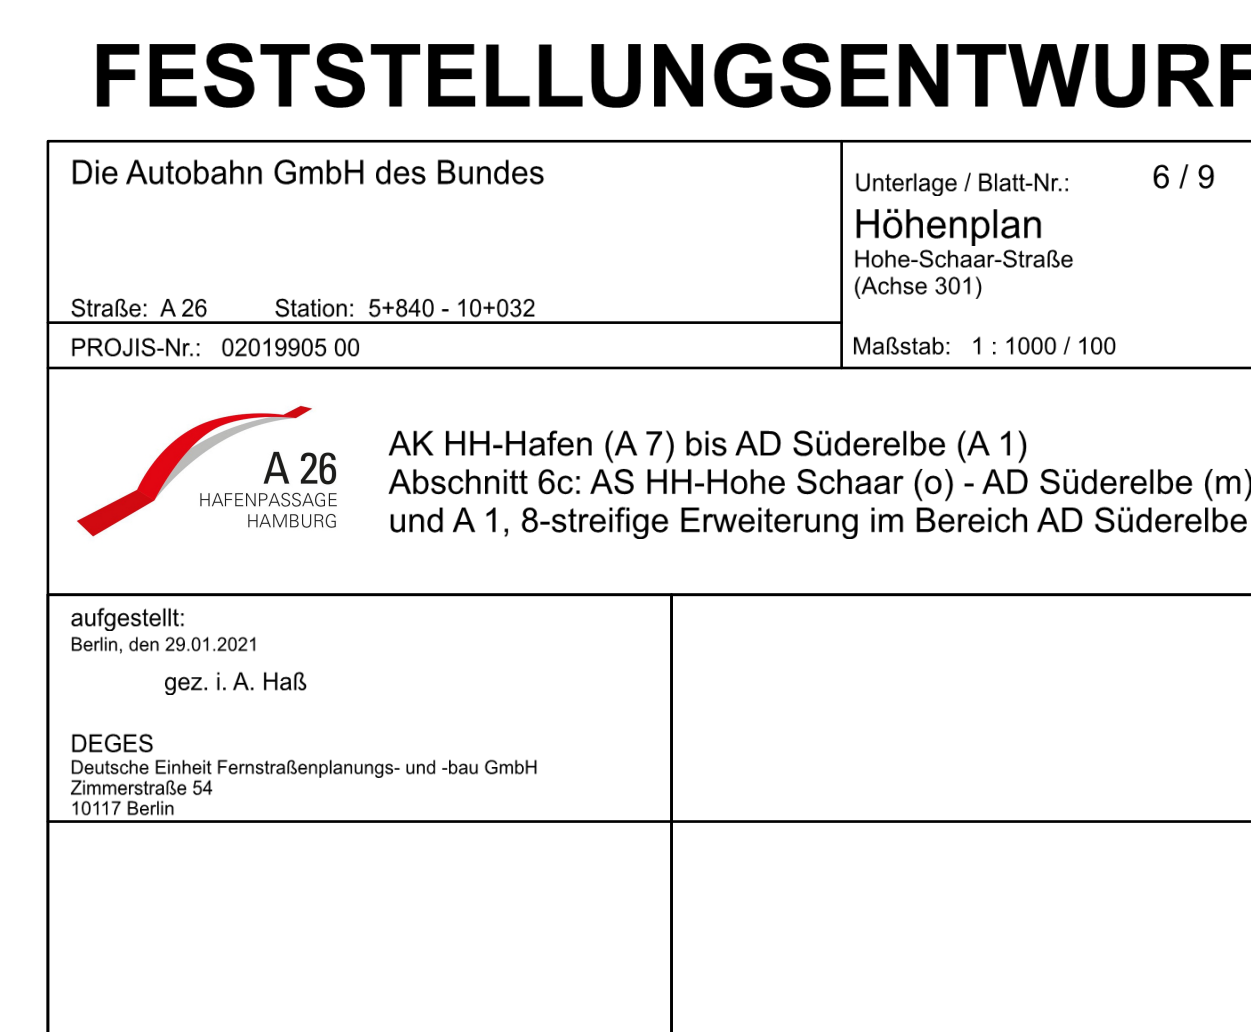 FESTSTELLUNGSENTWURF
Die Autobahn GmbH des Bundes
Straße: A 26 Station: 5+840 - 10+032
PROJIS-Nr.: 02019905 00
Unterlage / Blatt-Nr.: 6 / 9
Höhenplan
Hohe-Schaar-Straße
(Achse 301)
Maßstab: 1 : 1000 / 100
A 26
HAFENPASSAGE
HAMBURG
AK HH-Hafen (A 7) bis AD Süderelbe (A 1)
Abschnitt 6c: AS HH-Hohe Schaar (o) - AD Süderelbe (m)
und A 1, 8-streifige Erweiterung im Bereich AD Süderelbe
aufgestellt:
Berlin, den 29.01.2021
gez. i. A. Haß
DEGES
Deutsche Einheit Fernstraßenplanungs- und -bau GmbH
Zimmerstraße 54
10117 Berlin